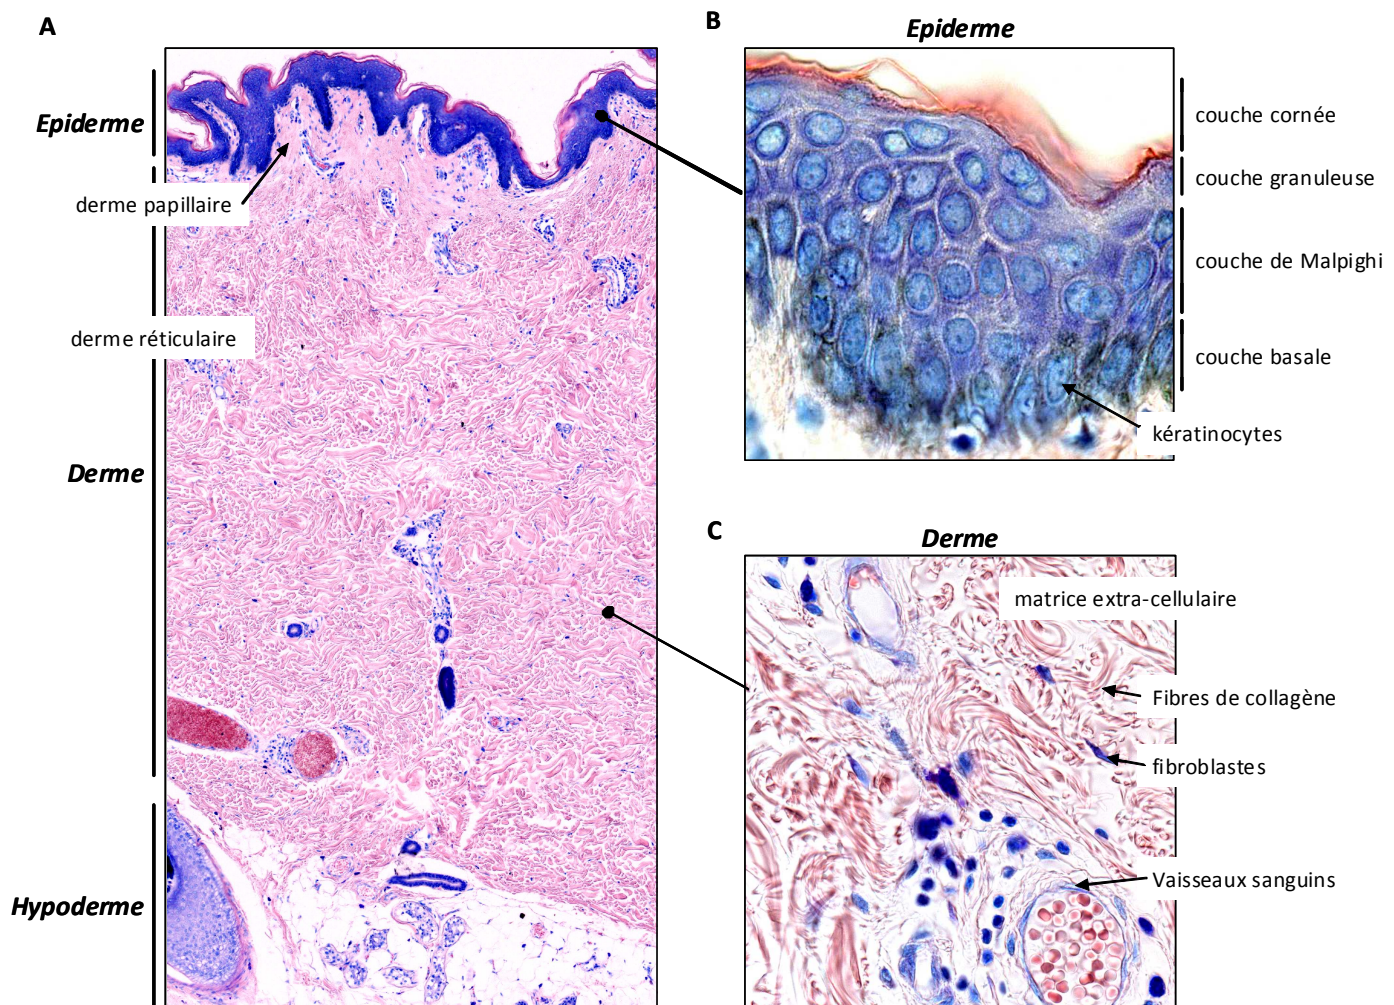 A
Epiderme
derme papillaire
derme réticulaire
Derme
Hypoderme
B
Epiderme
couche cornée
couche granuleuse
couche de Malpighi
couche basale
kératinocytes
C
Derme
matrice extra-cellulaire
Fibres de collagène
fibroblastes
Vaisseaux sanguins